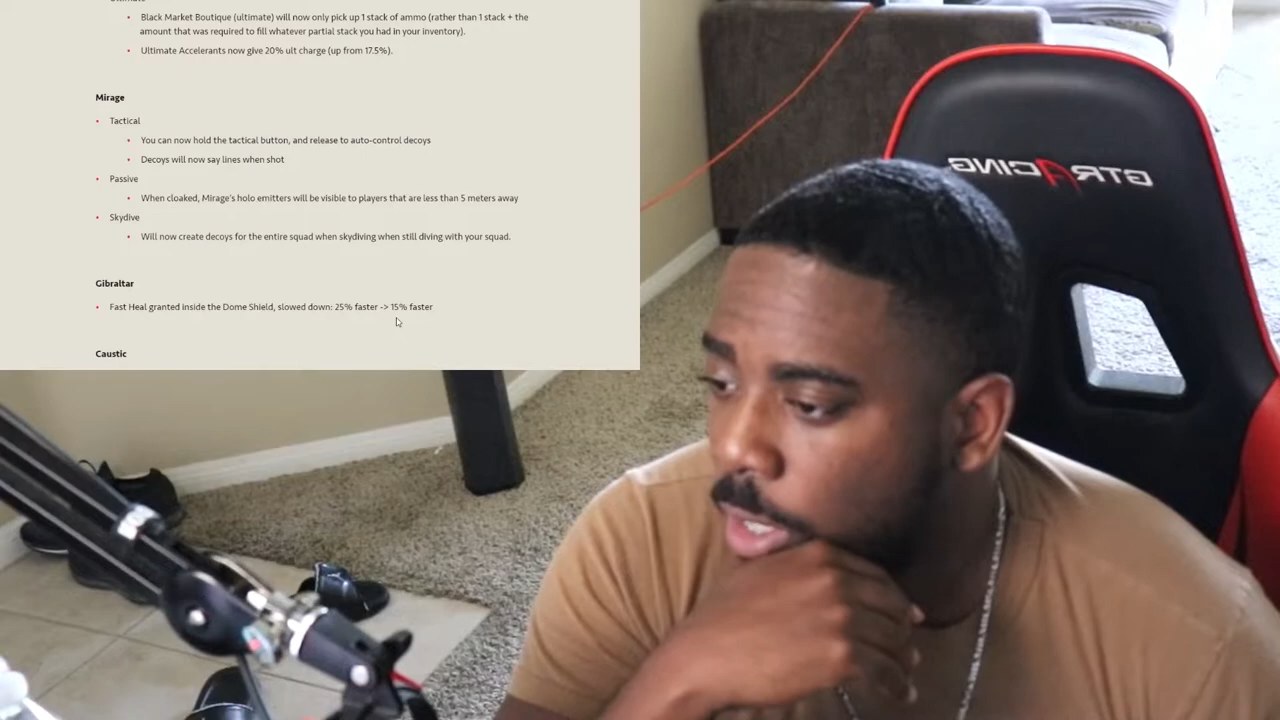 Black Market Boutique (ultimate) will now only pick up 1 stack of ammo (rather than 1 stack + the
amount that was required to fill whatever partial stack you had in your inventory).
Ultimate Accelerants now give 20% ult charge (up from 17.5%).
Mirage
Tactical
You can now hold the tactical button, and release to auto-control decoys
Decoys will now say lines when shot
Passive
When cloaked, Mirage's holo emitters will be visible to players that are less than 5 meters away
Skydive
Will now create decoys for the entire squad when skydiving when still diving with your squad.
Gibraltar
Fast Heal granted inside the Dome Shield, slowed down: 25% faster -> 15% faster
Caustic
GTRACING